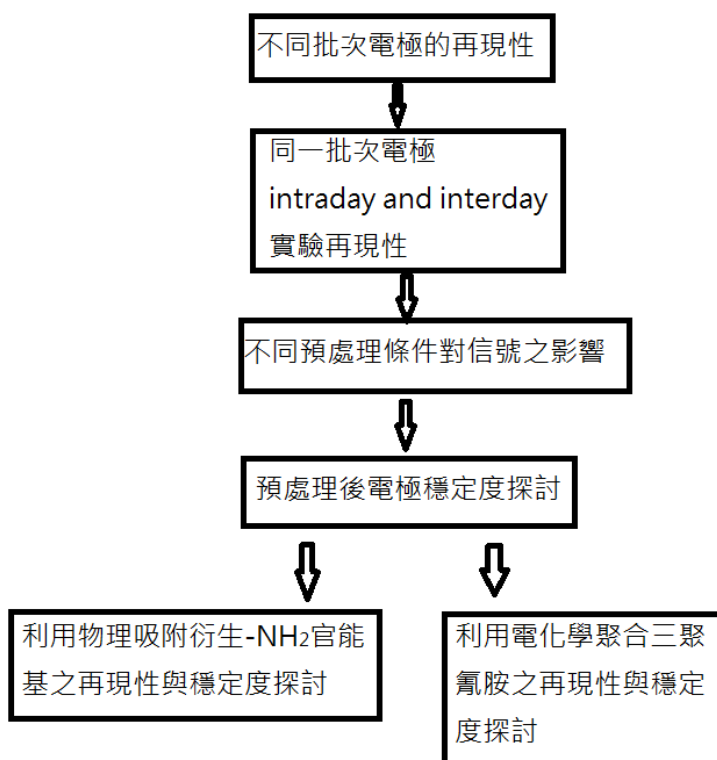 不同批次電極的再現性
同一批次電極
intraday and interday
實驗再現性
不同預處理條件對信號之影響
預處理後電極穩定度探討
利用物理吸附衍生-NH₂官能
基之再現性與穩定度探討
利用電化學聚合三聚
氰胺之再現性與穩定
度探討